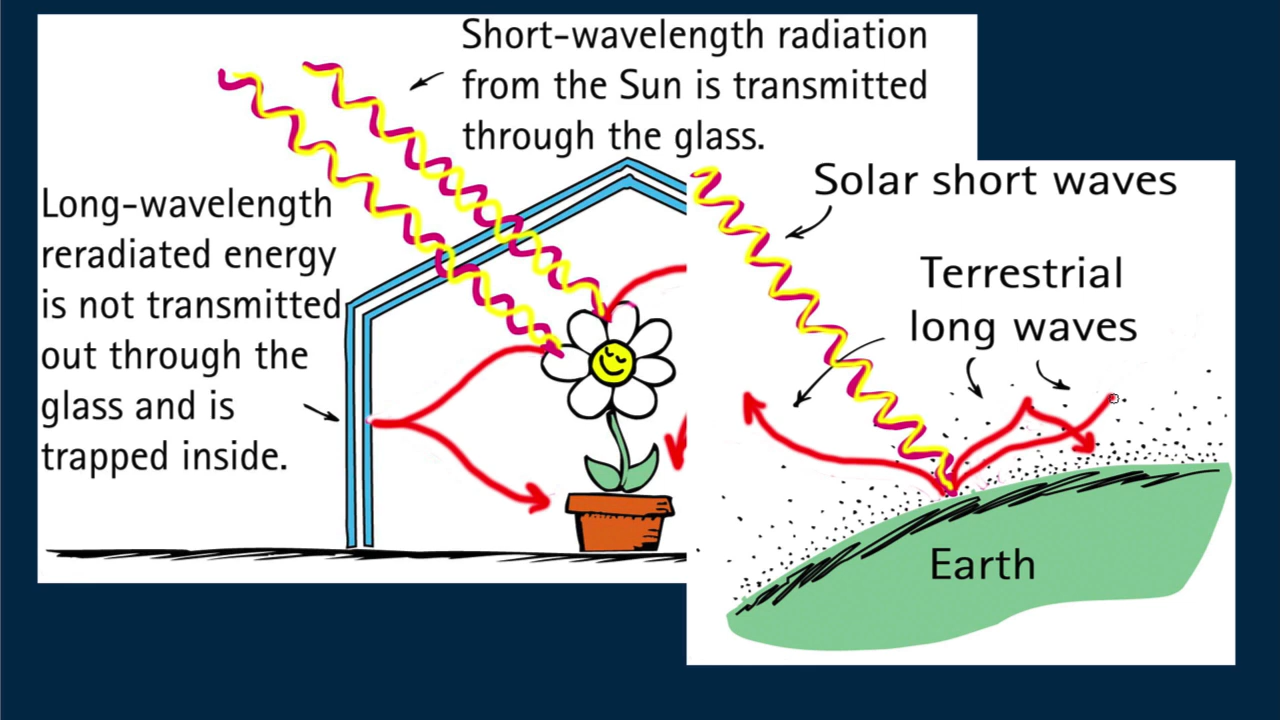 Short-wavelength radiation
from the Sun is transmitted
through the glass.
Long-wavelength
reradiated energy
is not transmitted
out through the
glass and is
trapped inside.
Solar short waves
Terrestrial
long waves
Earth